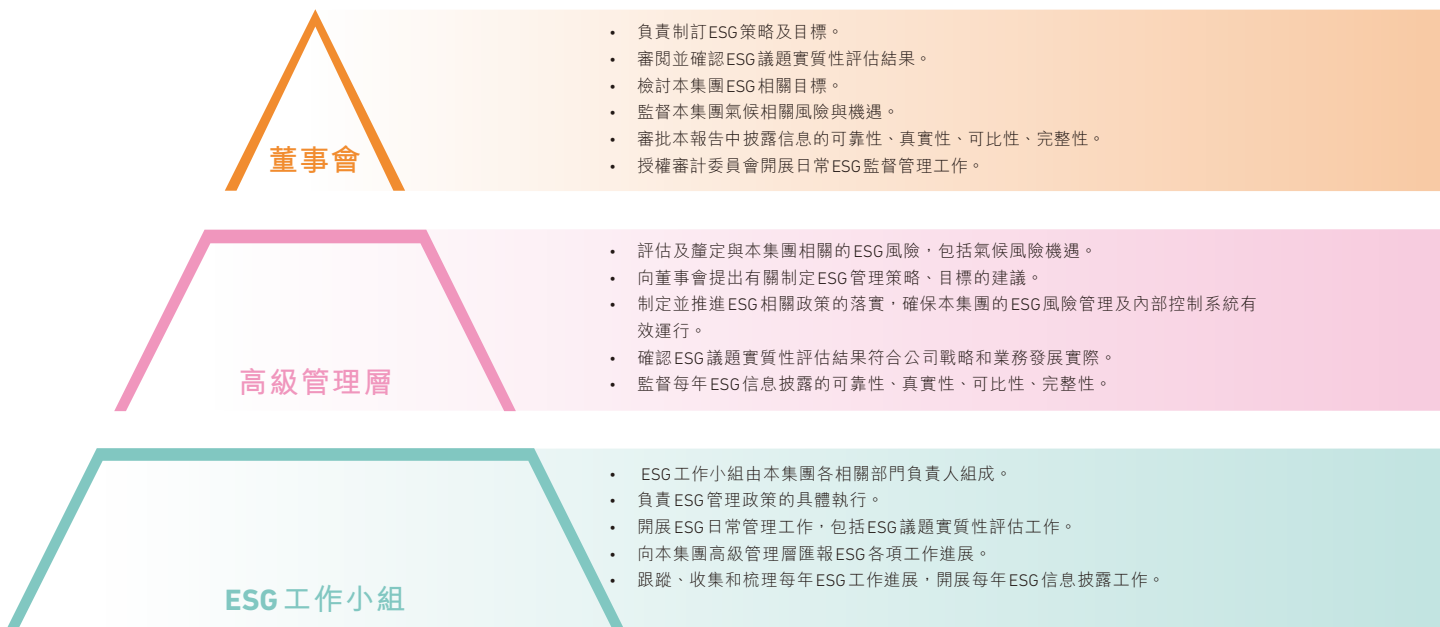 • 負責制訂ESG策略及目標。
• 審閱並確認ESG議題實質性評估結果。
• 檢討本集團ESG相關目標。
• 監督本集團氣候相關風險與機遇。
• 審批本報告中披露信息的可靠性、真實性、可比性、完整性。
• 授權審計委員會開展日常ESG監督管理工作。
董事會
• 評估及釐定與本集團相關的ESG風險，包括氣候風險機遇。
• 向董事會提出有關制定ESG管理策略、目標的建議。
• 制定並推進ESG相關政策的落實，確保本集團的ESG風險管理及內部控制系統有
效運行。
• 確認ESG議題實質性評估結果符合公司戰略和業務發展實際。
• 監督每年ESG信息披露的可靠性、真實性、可比性、完整性。
高級管理層
• ESG工作小組由本集團各相關部門負責人組成。
• 負責ESG管理政策的具體執行。
• 開展ESG日常管理工作，包括ESG議題實質性評估工作。
• 向本集團高級管理層匯報ESG各項工作進展。
• 跟蹤、收集和梳理每年ESG工作進展，開展每年ESG信息披露工作。
ESG工作小組